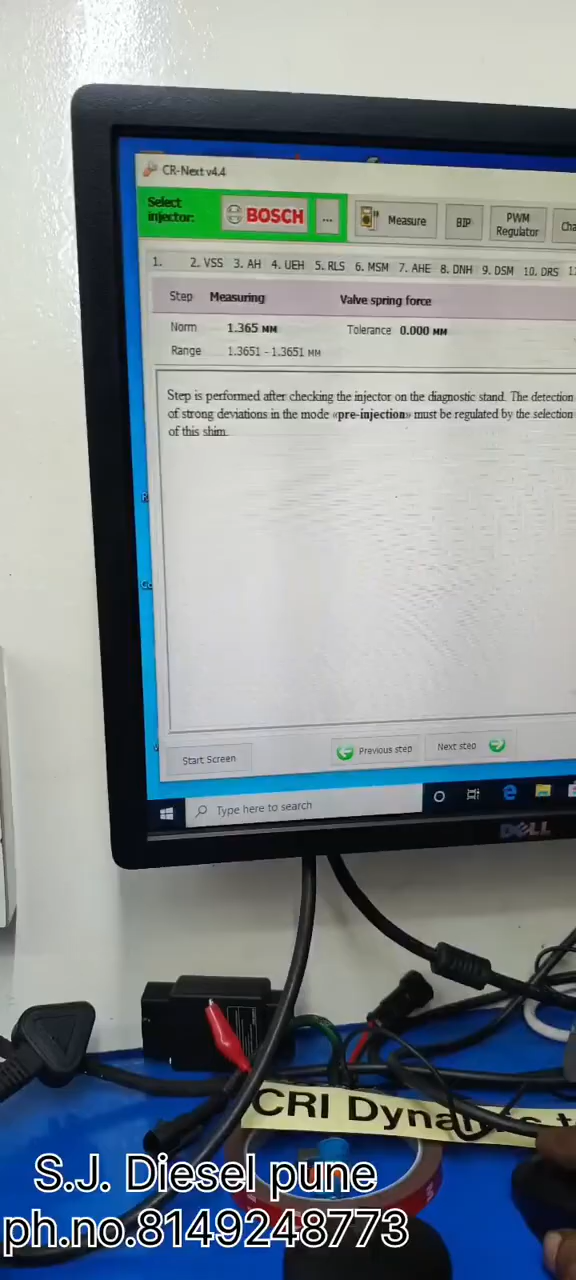 CR-Next v4.4
Select injector:
BOSCH
...
Measure
BIP
PWM Regulator
Cha
1. 2. VSS 3. AH 4. UEH 5. RLS 6. MSM 7. AHE 8. DNH 9. DSM 10. DRS 11
Step Measuring Valve spring force
Norm 1.365 мм Tolerance 0.000 мм
Range 1.3651 - 1.3651 мм
Step is performed after checking the injector on the diagnostic stand. The detection
of strong deviations in the mode «pre-injection» must be regulated by the selection
of this shim.
Start Screen
Previous step
Next step
Type here to search
DELL
CRI Dynam
S.J. Diesel pune
ph.no.8149248773